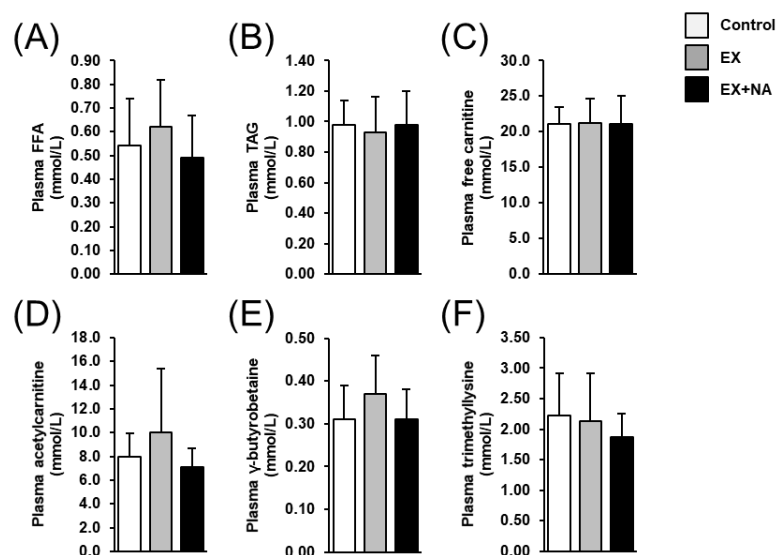 (A)
Plasma FFA
(mmol/L)
0.90
0.80
0.70
0.60
0.50
0.40
0.30
0.20
0.10
0.00
(B)
Plasma TAG
(mmol/L)
1.40
1.20
1.00
0.80
0.60
0.40
0.20
0.00
(C)
Plasma free carnitine
(mmol/L)
30.0
25.0
20.0
15.0
10.0
5.0
0.0
Control
EX
EX+NA
(D)
Plasma acetylcarnitine
(mmol/L)
18.0
16.0
14.0
12.0
10.0
8.0
6.0
4.0
2.0
0.0
(E)
Plasma γ-butyrobetaine
(mmol/L)
0.50
0.40
0.30
0.20
0.10
0.00
(F)
Plasma trimethyllysine
(mmol/L)
3.50
3.00
2.50
2.00
1.50
1.00
0.50
0.00